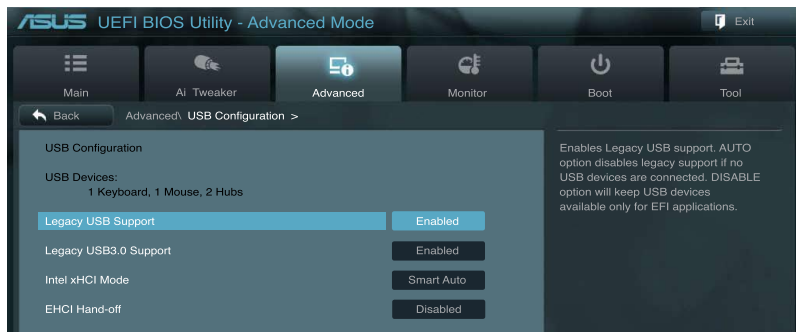 ASUS UEFI BIOS Utility - Advanced Mode
Exit
Main
Ai Tweaker
Advanced
Monitor
Boot
Tool
Back
Advanced\ USB Configuration >
USB Configuration
USB Devices:
1 Keyboard, 1 Mouse, 2 Hubs
Legacy USB Support Enabled
Legacy USB3.0 Support Enabled
Intel xHCI Mode Smart Auto
EHCI Hand-off Disabled
Enables Legacy USB support. AUTO
option disables legacy support if no
USB devices are connected. DISABLE
option will keep USB devices
available only for EFI applications.